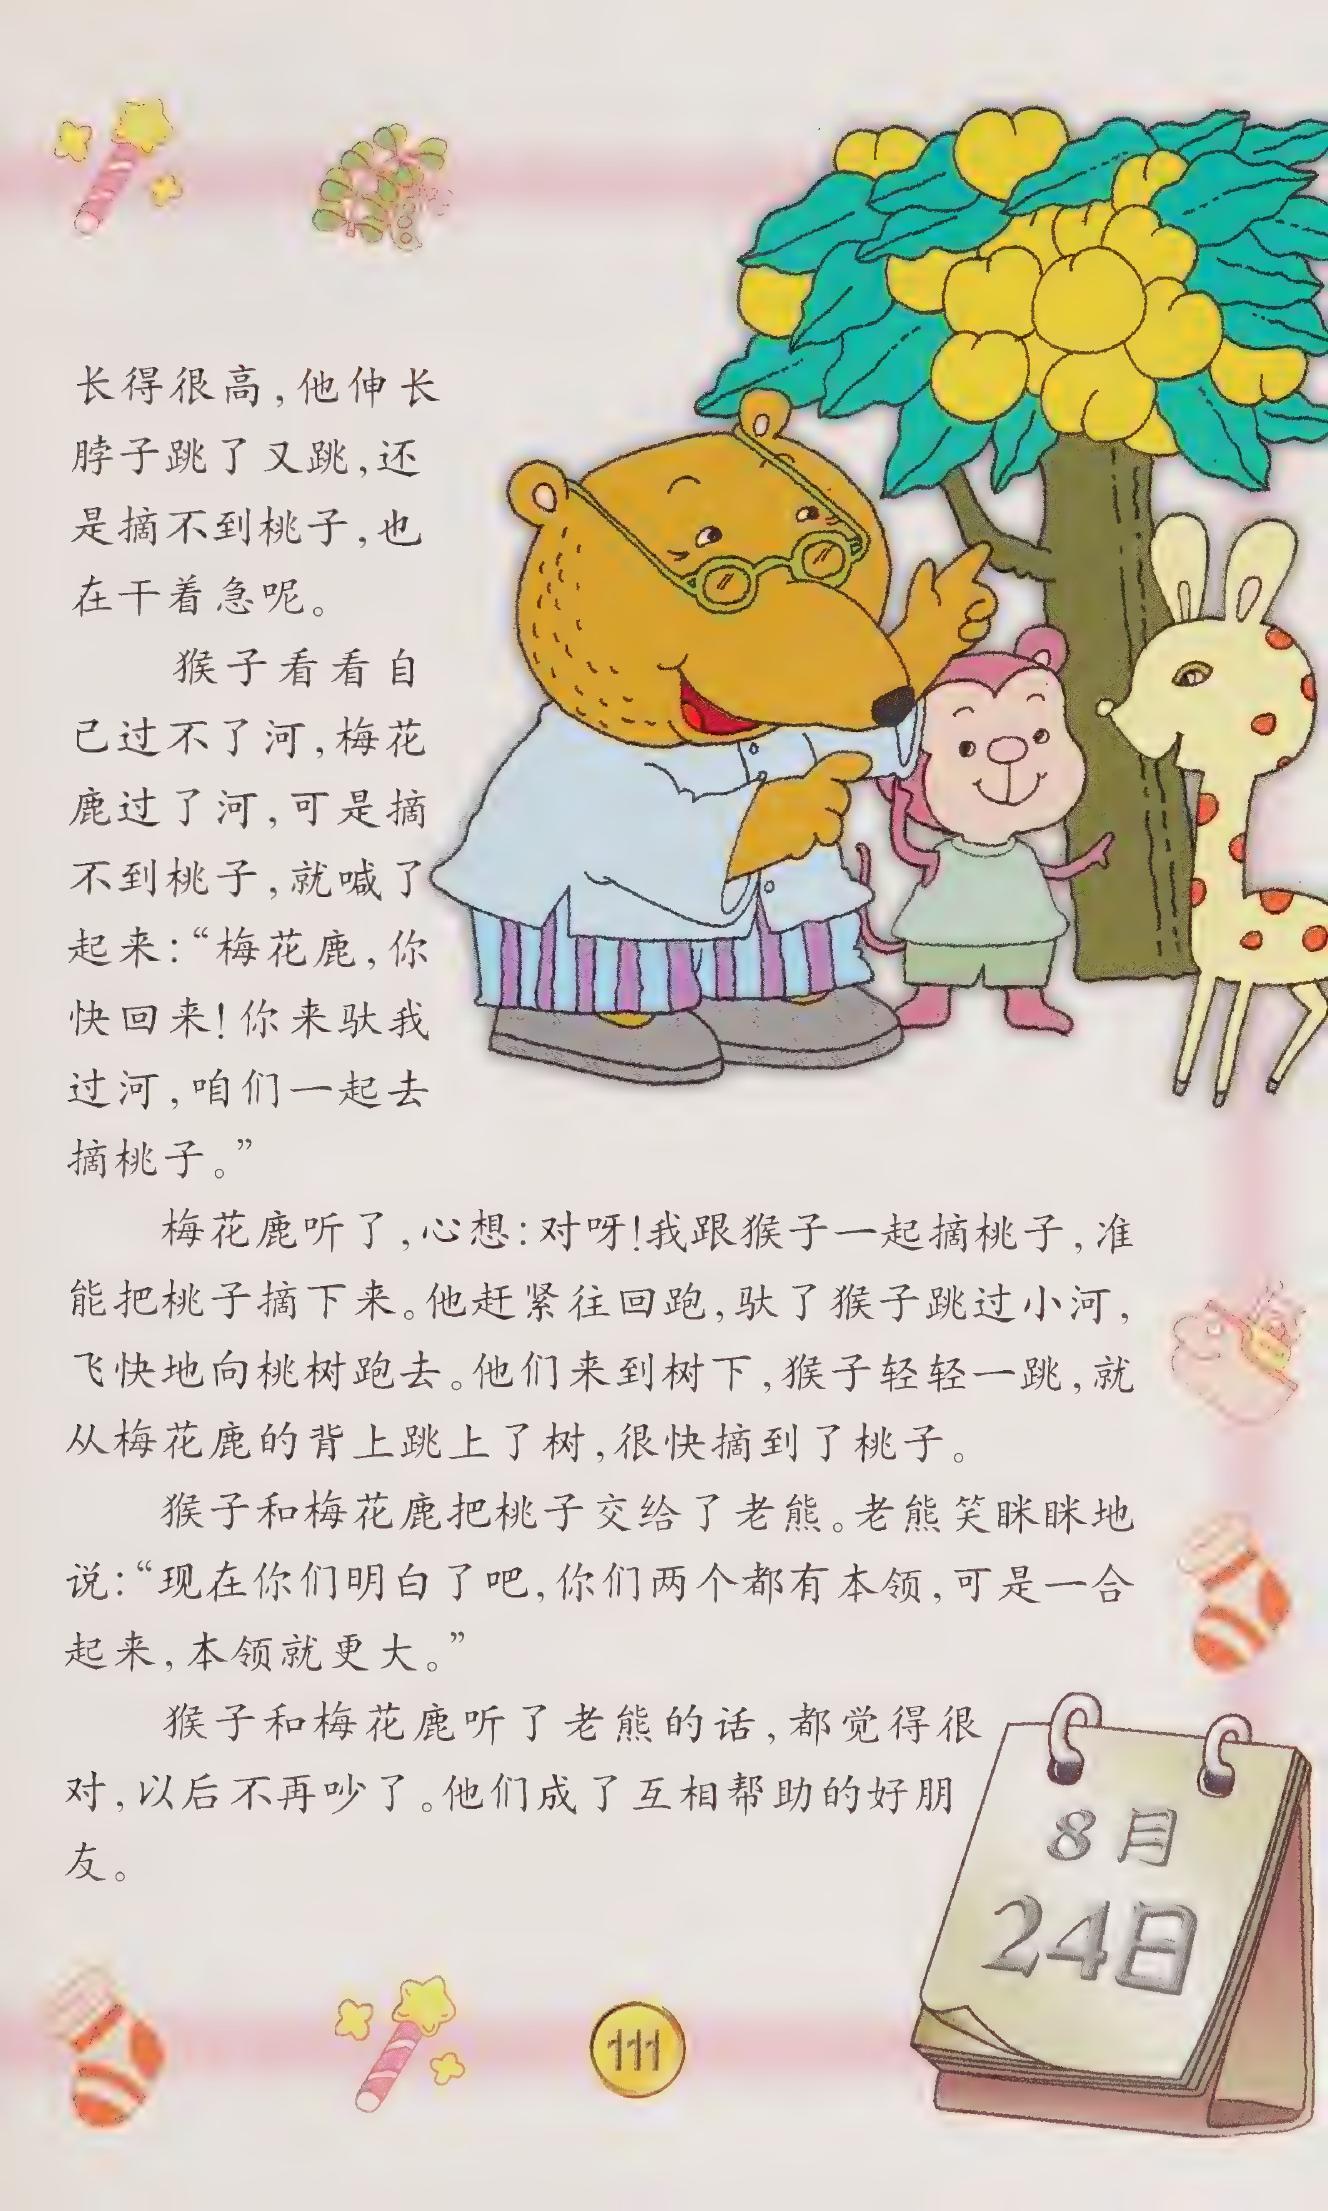 长得很高,他伸长
脖子跳了又跳,还
是摘不到桃子,也
在干着急呢。
猴子看看自
己过不了河,梅花
鹿过了河,可是摘
不到桃子,就喊了
起来:“梅花鹿,你
快回来!你来驮我
过河,咱们一起去
摘桃子。”
梅花鹿听了,心想:对呀!我跟猴子一起摘桃子,准
能把桃子摘下来。他赶紧往回跑,驮了猴子跳过小河,
飞快地向桃树跑去。他们来到树下,猴子轻轻一跳,就
从梅花鹿的背上跳上了树,很快摘到了桃子。
猴子和梅花鹿把桃子交给了老熊。老熊笑眯眯地
说:“现在你们明白了吧,你们两个都有本领,可是一合
起来,本领就更大。”
猴子和梅花鹿听了老熊的话,都觉得很
对,以后不再吵了。他们成了互相帮助的好朋
友。
8月
24日
111